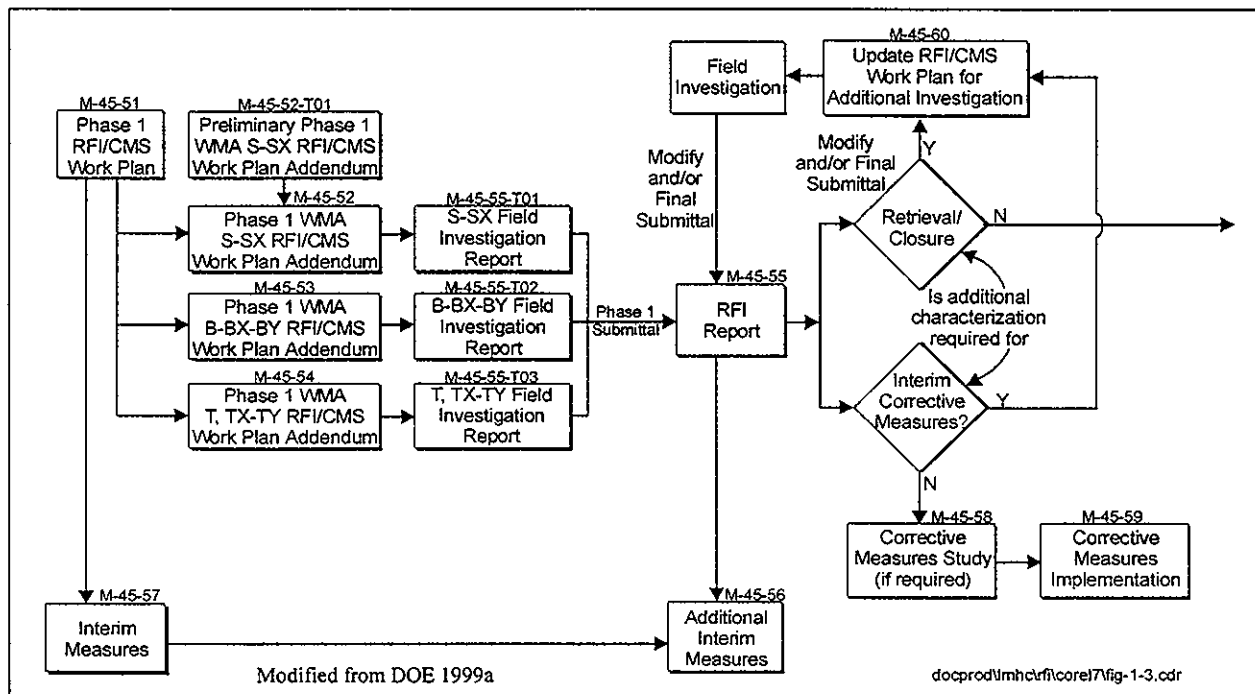 M-45-51
Phase 1
RFI/CMS
Work Plan
M-45-52-T01
Preliminary Phase 1
WMA S-SX RFI/CMS
Work Plan Addendum
M-45-52
Phase 1 WMA
S-SX RFI/CMS
Work Plan Addendum
M-45-55-T01
S-SX Field
Investigation
Report
M-45-53
Phase 1 WMA
B-BX-BY RFI/CMS
Work Plan Addendum
M-45-55-T02
B-BX-BY Field
Investigation
Report
M-45-54
Phase 1 WMA
T, TX-TY RFI/CMS
Work Plan Addendum
M-45-55-T03
T, TX-TY Field
Investigation
Report
Phase 1
Submittal
M-45-57
Interim
Measures
Field
Investigation
Modify
and/or
Final
Submittal
M-45-55
RFI
Report
M-45-56
Additional
Interim
Measures
M-45-60
Update RFI/CMS
Work Plan for
Additional Investigation
Modify
and/or Final
Submittal
Y
Retrieval/
Closure
N
Is additional
characterization
required for
Interim
Corrective
Measures?
Y
N
M-45-58
Corrective
Measures Study
(if required)
M-45-59
Corrective
Measures
Implementation
Modified from DOE 1999a
docprod\lmhc\rfi\corel7\fig-1-3.cdr